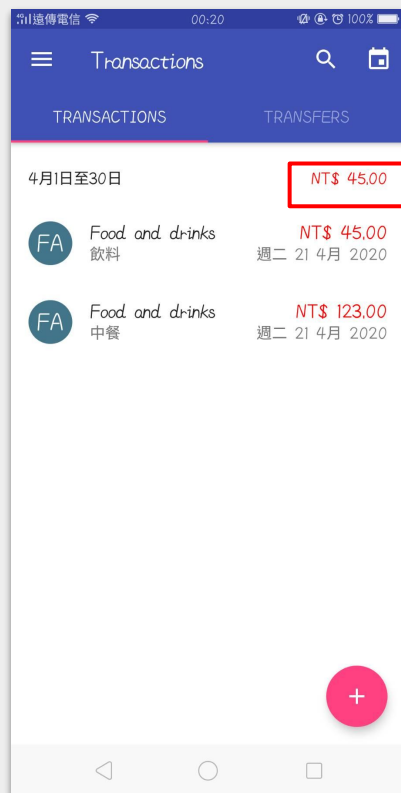 4G 遠傳電信 00:20 100%
Transactions
TRANSACTIONS TRANSFERS
4月1日至30日 NT$ 45,00
FA Food and drinks NT$ 45,00
飲料 週二 21 4月 2020
FA Food and drinks NT$ 123,00
中餐 週二 21 4月 2020
+